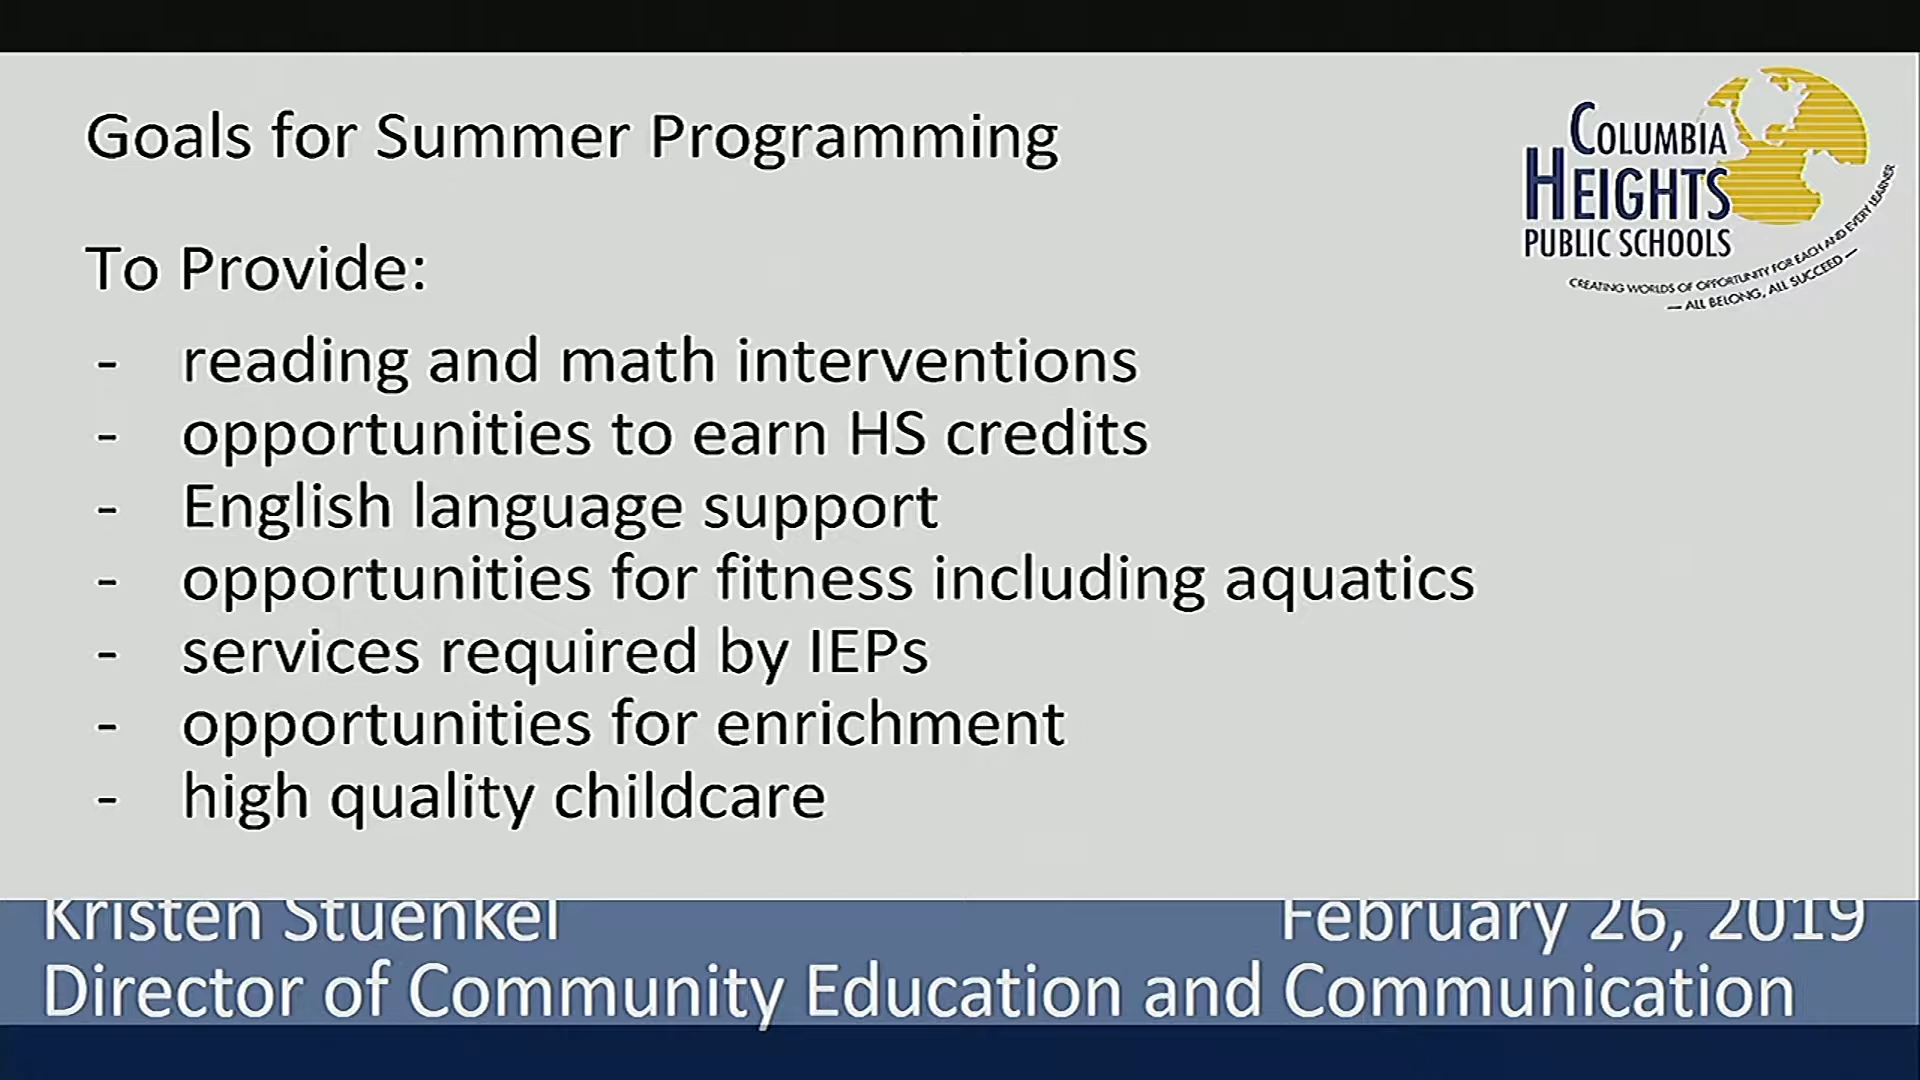 Goals for Summer Programming
COLUMBIA
HEIGHTS
PUBLIC SCHOOLS
CREATING WORLDS OF OPPORTUNITY FOR EACH AND EVERY LEARNER
— ALL BELONG, ALL SUCCEED —
To Provide:
- reading and math interventions
- opportunities to earn HS credits
- English language support
- opportunities for fitness including aquatics
- services required by IEPs
- opportunities for enrichment
- high quality childcare
Kristen Stuenkel February 26, 2019
Director of Community Education and Communication